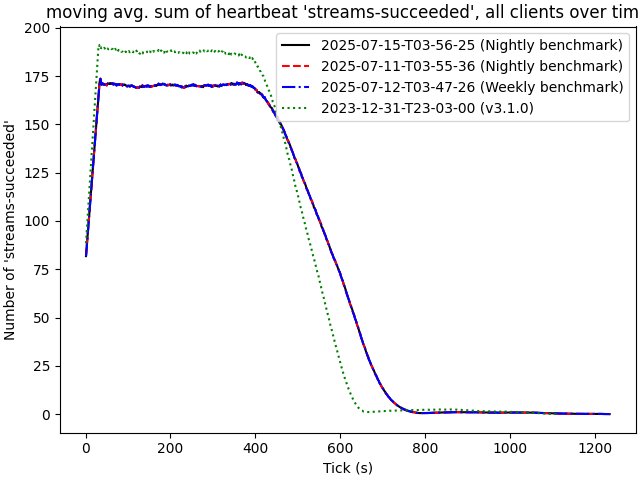 moving avg. sum of heartbeat 'streams-succeeded', all clients over tim
200
175
150
125
100
75
50
25
0
Number of 'streams-succeeded'
2025-07-15-T03-56-25 (Nightly benchmark)
2025-07-11-T03-55-36 (Nightly benchmark)
2025-07-12-T03-47-26 (Weekly benchmark)
2023-12-31-T23-03-00 (v3.1.0)
0 200 400 600 800 1000 1200
Tick (s)